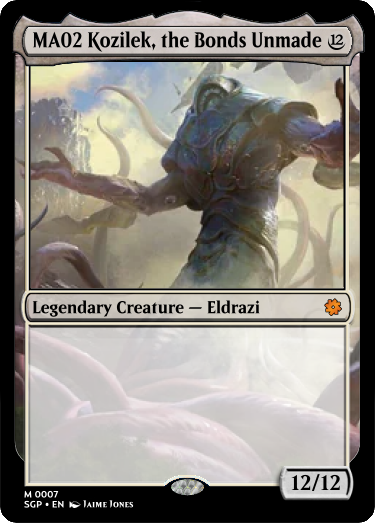 MA02 Kozilek, the Bonds Unmade 12
Legendary Creature — Eldrazi
12/12
M 0007
SGP • EN Jaime Jones